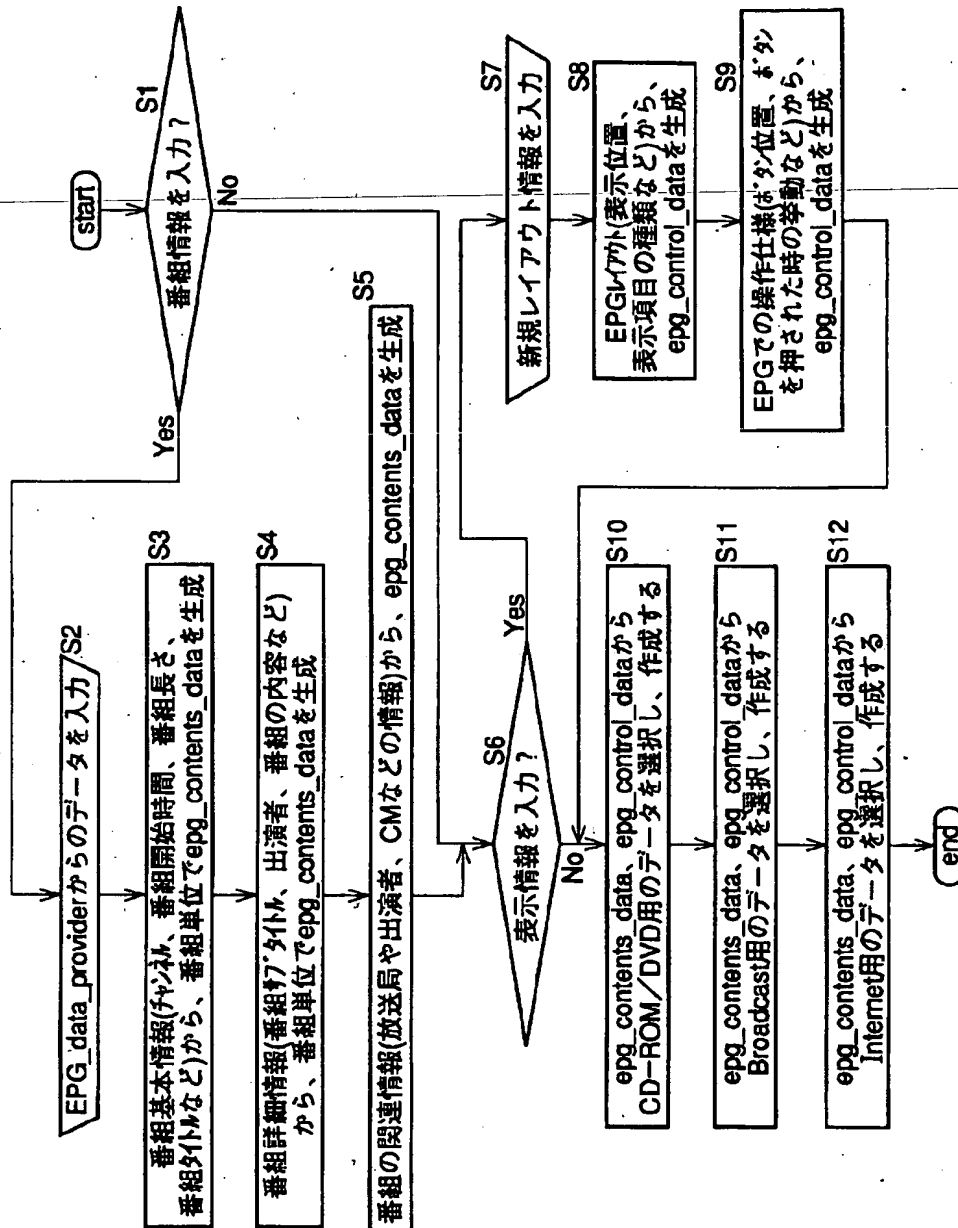 start
S1
番組情報を入力？
Yes
No
S2
EPG_data_providerからのデータを入力
S3
番組基本情報(ﾁｬﾝﾈﾙ、番組開始時間、番組長さ、
番組ﾀｲﾄﾙなど)から、番組単位でepg_contents_dataを生成
S4
番組詳細情報(番組ｻﾌﾞﾀｲﾄﾙ、出演者、番組の内容など)
から、番組単位でepg_contents_dataを生成
S5
番組の関連情報(放送局や出演者、CMなどの情報)から、epg_contents_dataを生成
S6
表示情報を入力？
Yes
No
S7
新規レイアウト情報を入力
S8
EPGﾚｲｱｳﾄ(表示位置、
表示項目の種類など)から、
epg_control_dataを生成
S9
EPGでの操作仕様(ﾎﾞﾀﾝ位置、ﾎﾞﾀﾝ
を押された時の挙動など)から、
epg_control_dataを生成
S10
epg_contents_data、epg_control_dataから
CD-ROM/DVD用のデータを選択し、作成する
S11
epg_contents_data、epg_control_dataから
Broadcast用のデータを選択し、作成する
S12
epg_contents_data、epg_control_dataから
Internet用のデータを選択し、作成する
end